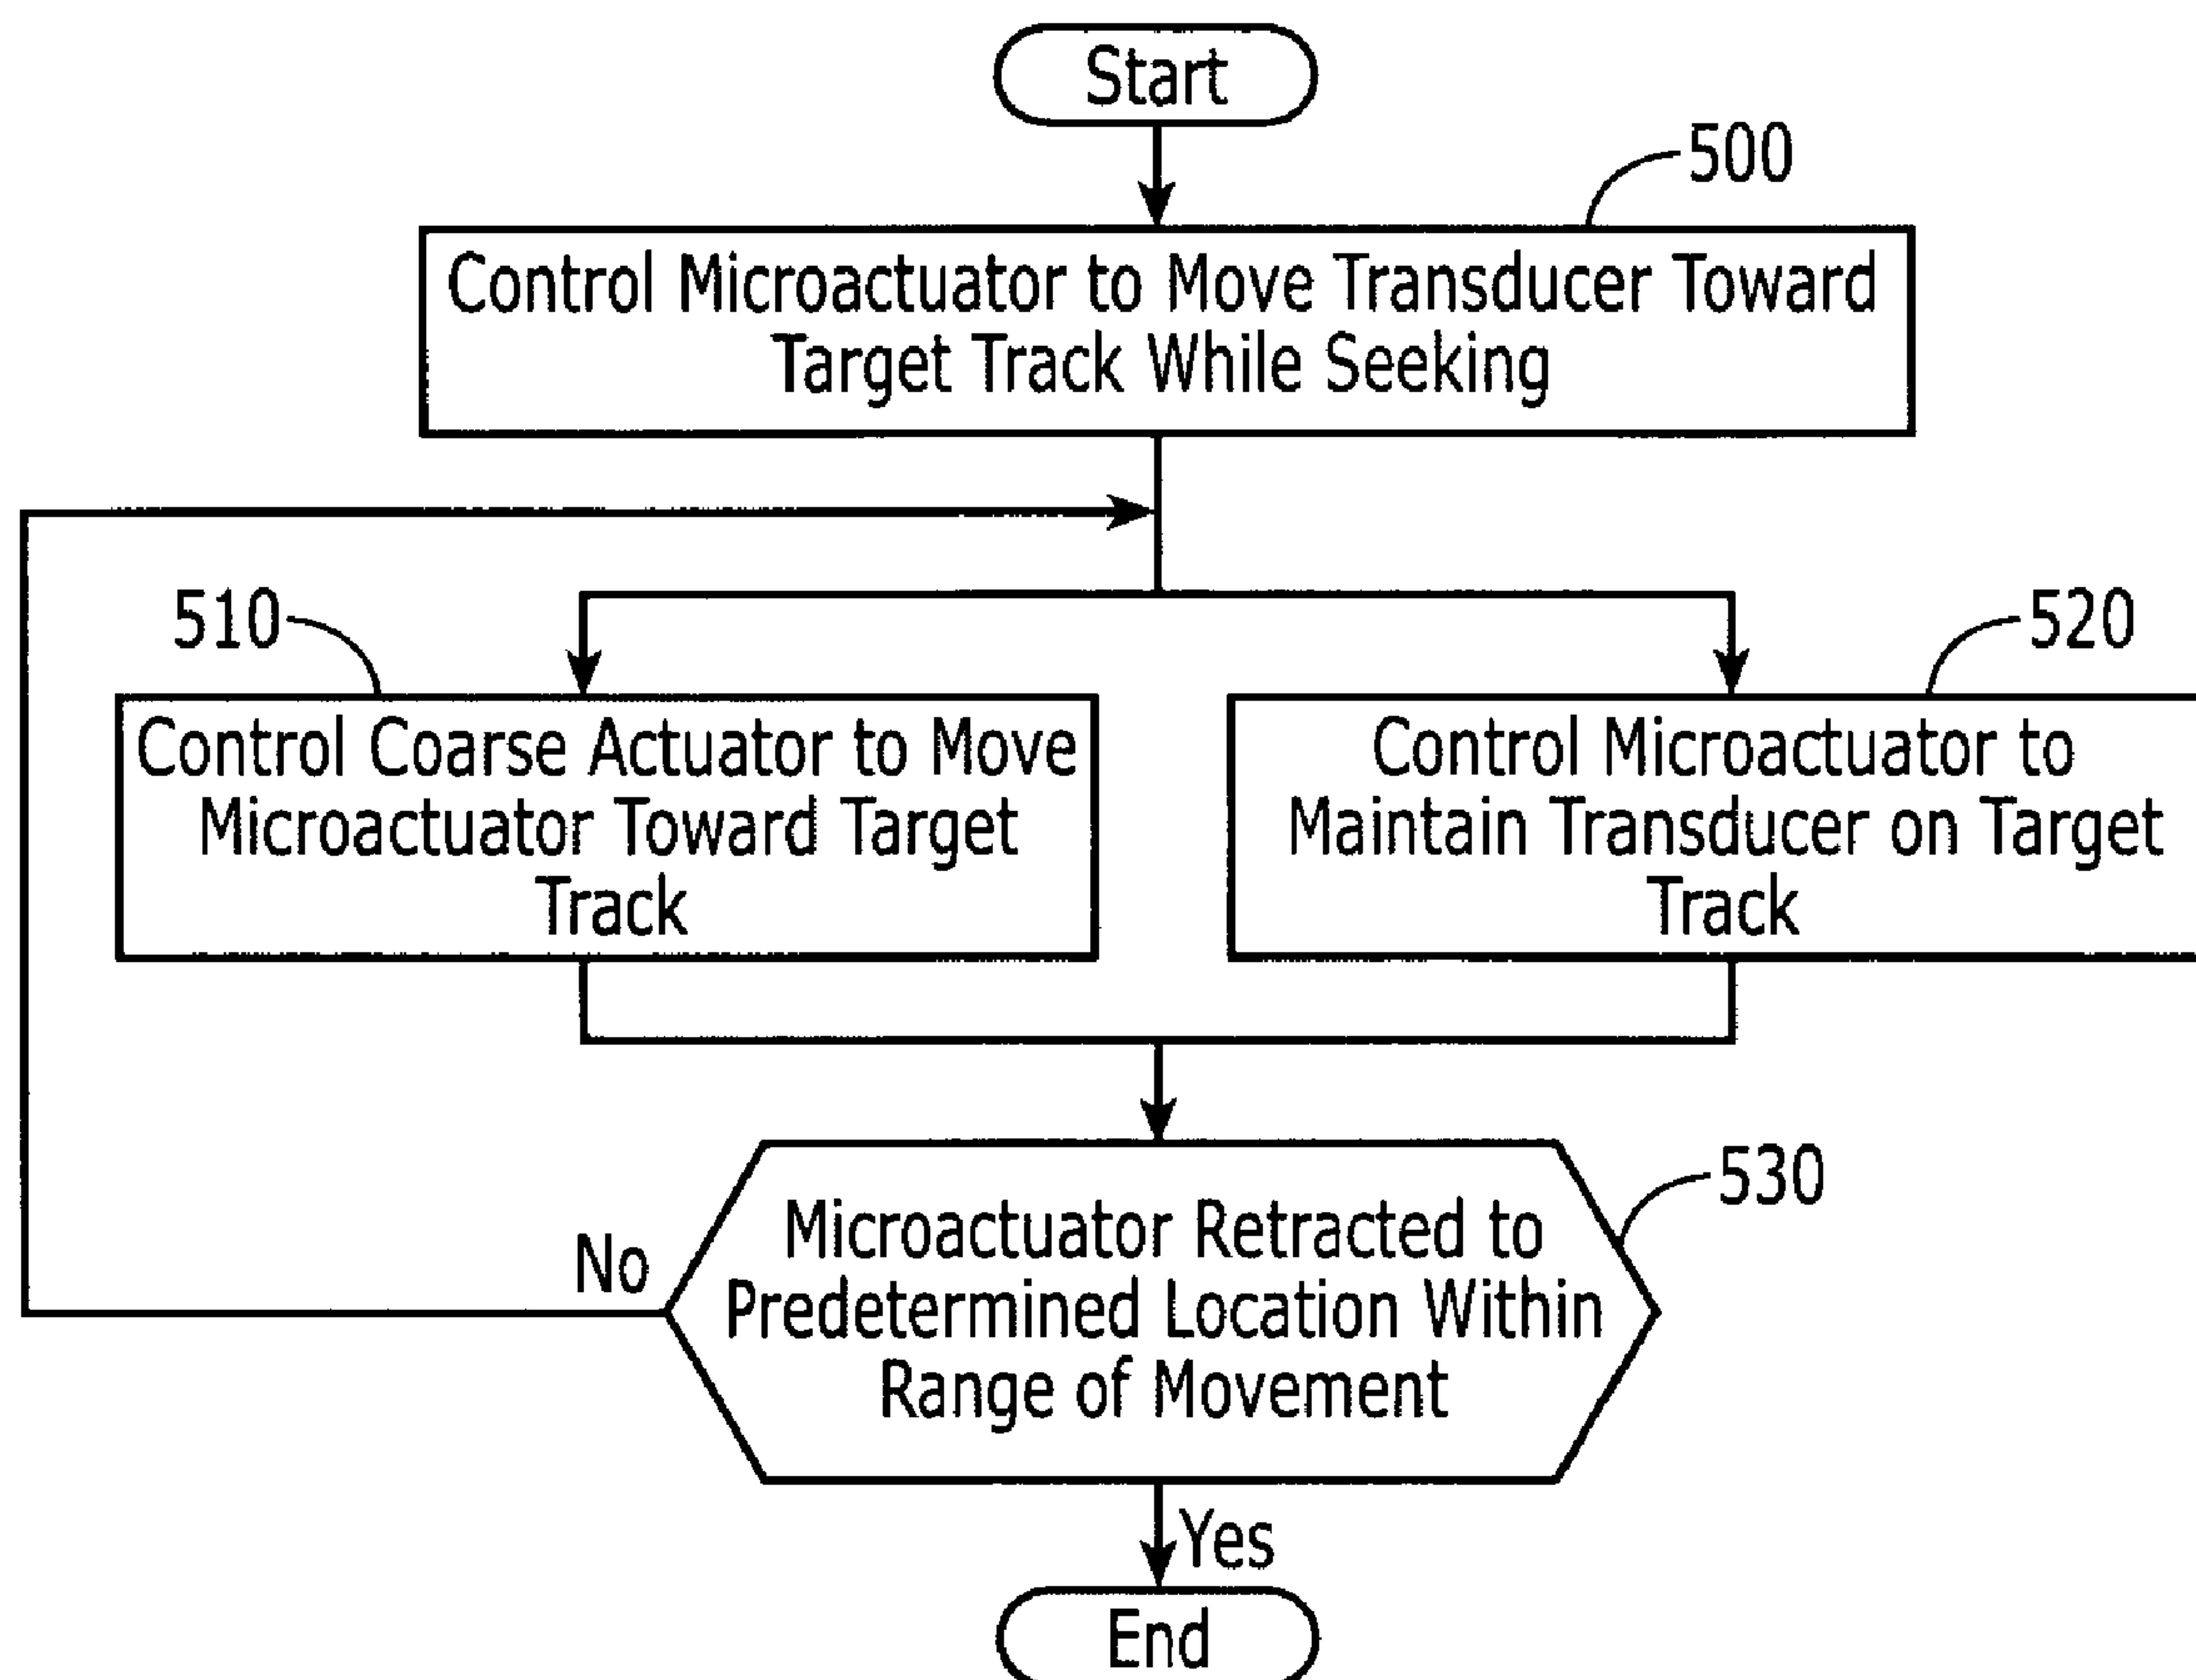 Start
500
Control Microactuator to Move Transducer Toward
Target Track While Seeking
510
520
Control Coarse Actuator to Move
Microactuator Toward Target
Track
Control Microactuator to
Maintain Transducer on Target
Track
530
No
Microactuator Retracted to
Predetermined Location Within
Range of Movement
Yes
End